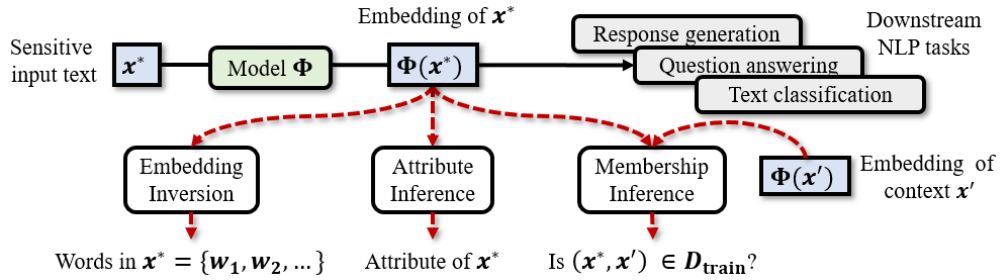 Embedding of x*
Downstream
NLP tasks
Sensitive
input text
x*
Model Φ
Φ(x*)
Response generation
Question answering
Text classification
Embedding
Inversion
Attribute
Inference
Membership
Inference
Φ(x′)
Embedding of
context x′
Words in x* = {w₁, w₂, …}
Attribute of x*
Is (x*, x′) ∈ D_train?